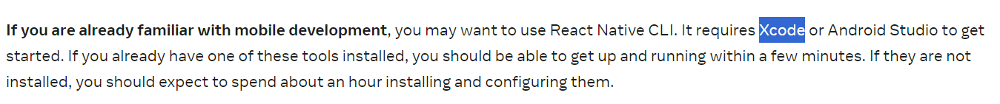 If you are already familiar with mobile development, you may want to use React Native CLI. It requires Xcode or Android Studio to get
started. If you already have one of these tools installed, you should be able to get up and running within a few minutes. If they are not
installed, you should expect to spend about an hour installing and configuring them.